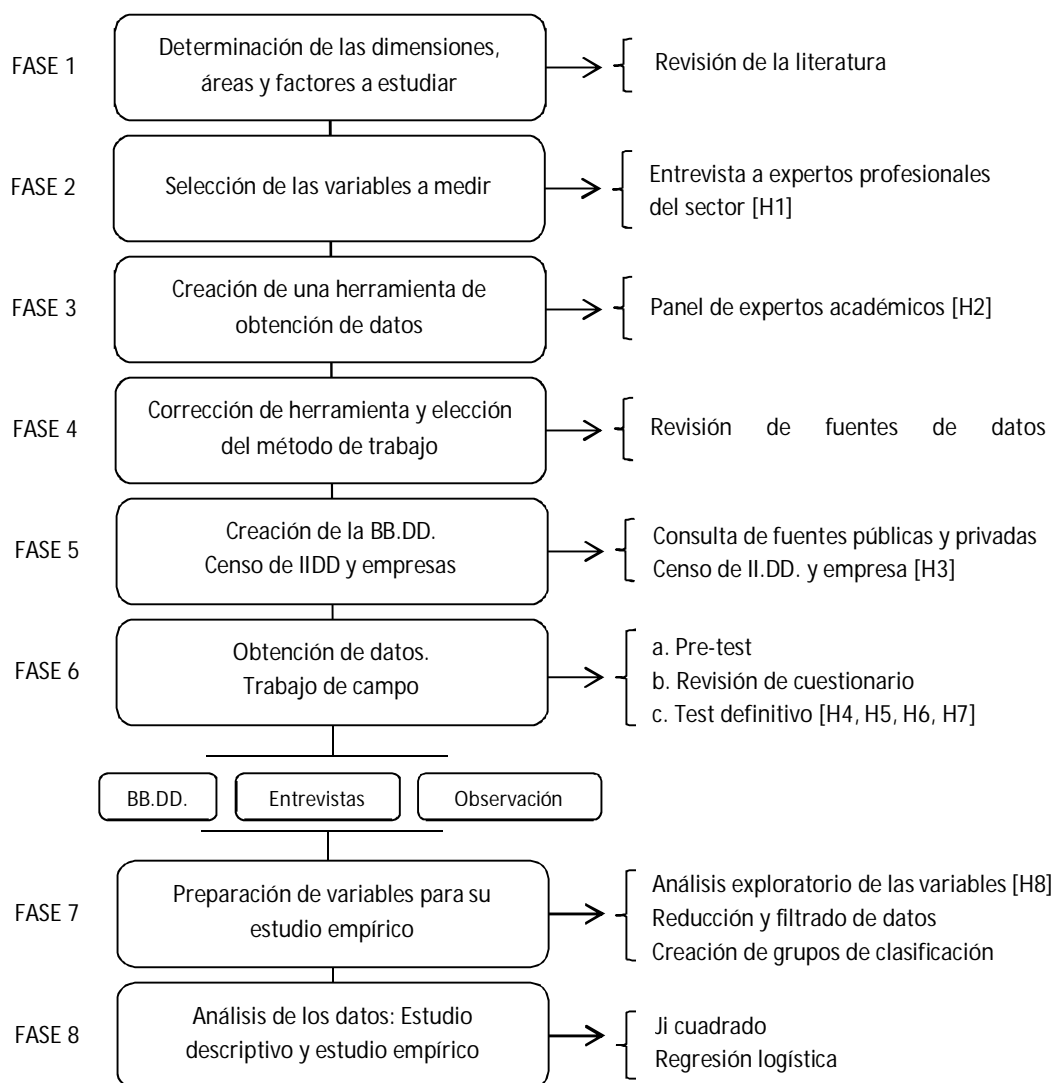 FASE 1
Determinación de las dimensiones,
áreas y factores a estudiar
Revisión de la literatura
FASE 2
Selección de las variables a medir
Entrevista a expertos profesionales
del sector [H1]
FASE 3
Creación de una herramienta de
obtención de datos
Panel de expertos académicos [H2]
FASE 4
Corrección de herramienta y elección
del método de trabajo
Revisión de fuentes de datos
FASE 5
Creación de la BB.DD.
Censo de IIDD y empresas
Consulta de fuentes públicas y privadas
Censo de II.DD. y empresa [H3]
FASE 6
Obtención de datos.
Trabajo de campo
a. Pre-test
b. Revisión de cuestionario
c. Test definitivo [H4, H5, H6, H7]
BB.DD.
Entrevistas
Observación
FASE 7
Preparación de variables para su
estudio empírico
Análisis exploratorio de las variables [H8]
Reducción y filtrado de datos
Creación de grupos de clasificación
FASE 8
Análisis de los datos: Estudio
descriptivo y estudio empírico
Ji cuadrado
Regresión logística